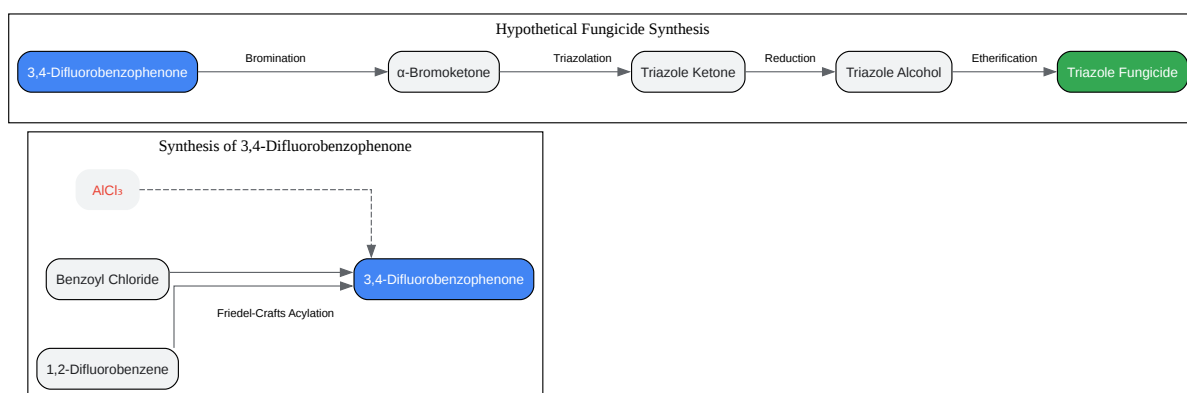 Hypothetical Fungicide Synthesis
3,4-Difluorobenzophenone
Bromination
α-Bromoketone
Triazolation
Triazole Ketone
Reduction
Triazole Alcohol
Etherification
Triazole Fungicide
Synthesis of 3,4-Difluorobenzophenone
AlCl₃
Benzoyl Chloride
3,4-Difluorobenzophenone
Friedel-Crafts Acylation
1,2-Difluorobenzene